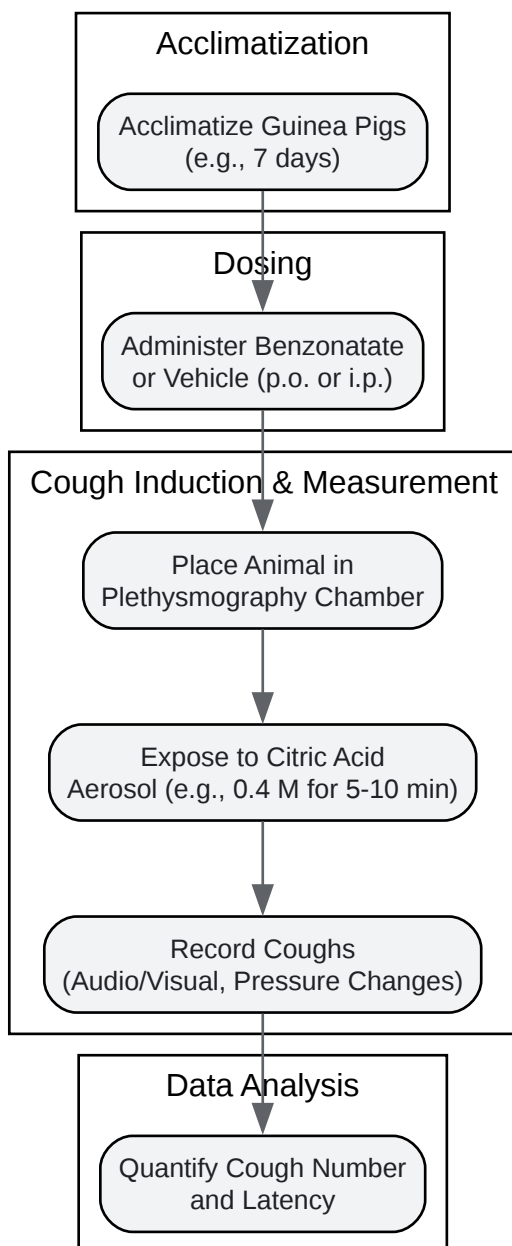 Acclimatization
Acclimatize Guinea Pigs
(e.g., 7 days)
Dosing
Administer Benzonatate
or Vehicle (p.o. or i.p.)
Cough Induction & Measurement
Place Animal in
Plethysmography Chamber
Expose to Citric Acid
Aerosol (e.g., 0.4 M for 5-10 min)
Record Coughs
(Audio/Visual, Pressure Changes)
Data Analysis
Quantify Cough Number
and Latency